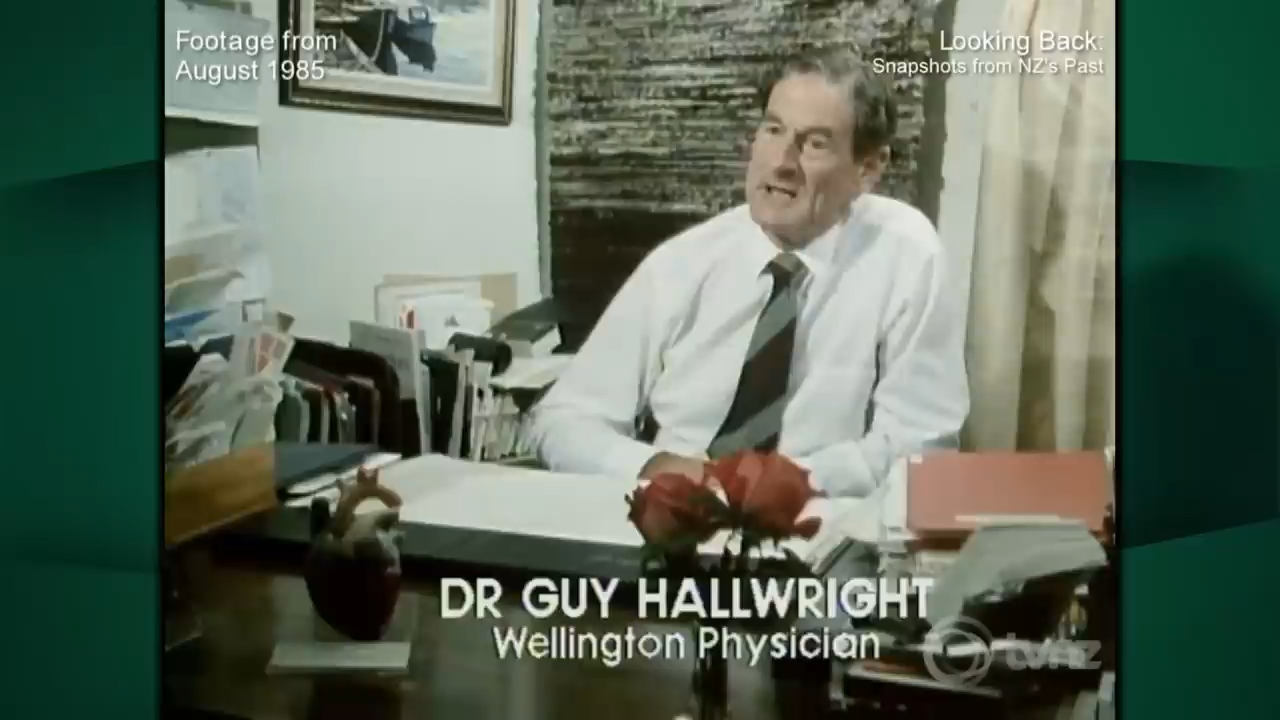 Footage from
August 1985
Looking Back:
Snapshots from NZ's Past
DR GUY HALLWRIGHT
Wellington Physician
tvnz